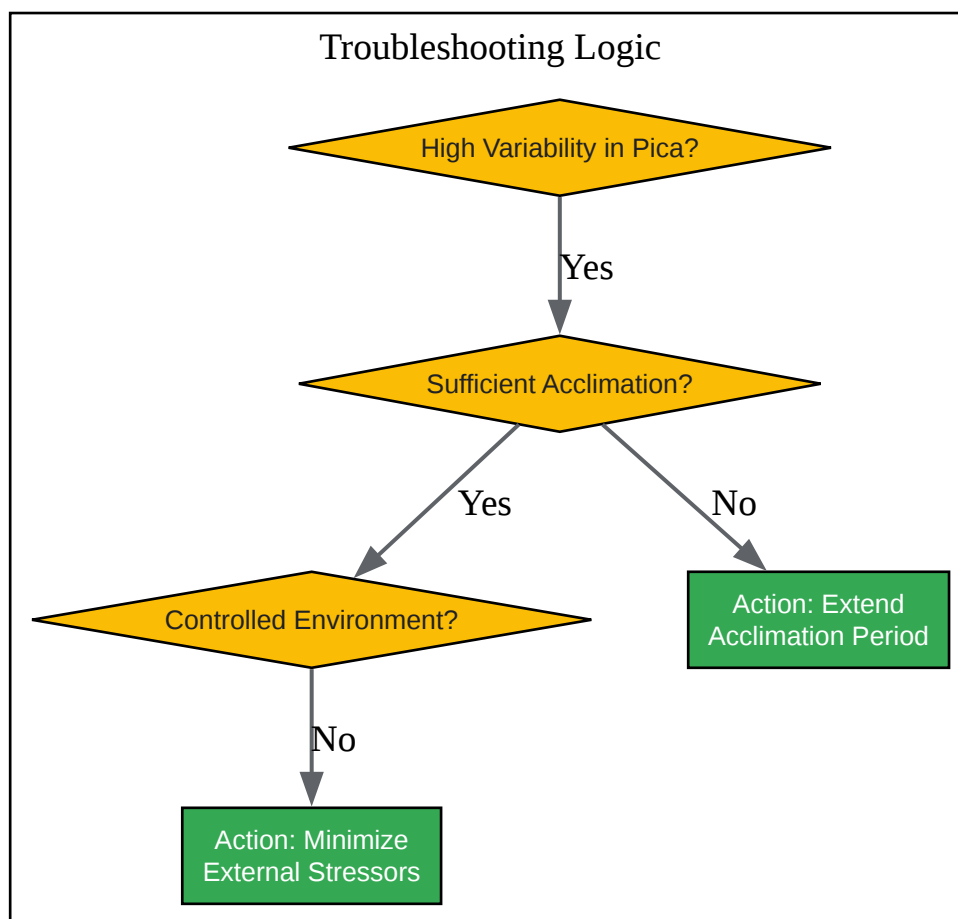 Troubleshooting Logic
High Variability in Pica?
Yes
Sufficient Acclimation?
Yes
No
Controlled Environment?
Action: Extend
Acclimation Period
No
Action: Minimize
External Stressors